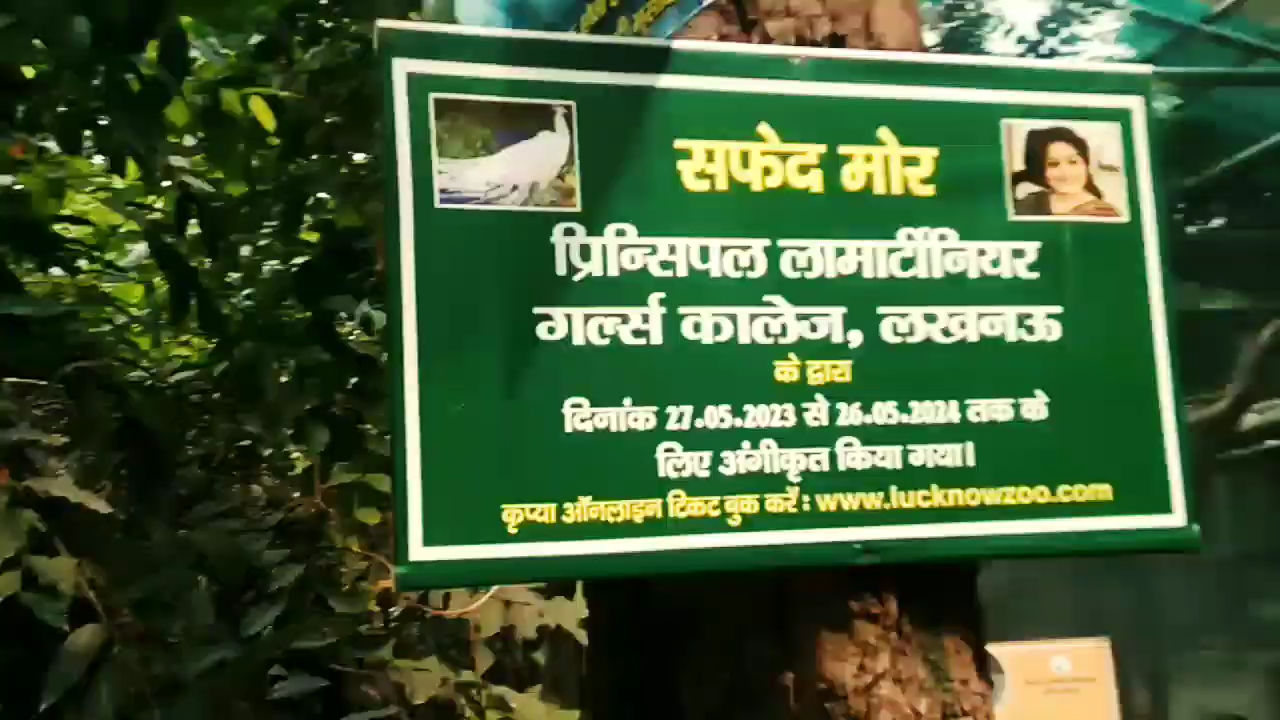 सफेद मोर
प्रिन्सिपल लामार्टीनियर
गर्ल्स कालेज, लखनऊ
के द्वारा
दिनांक 27.05.2023 से 26.05.2024 तक के
लिए अंगीकृत किया गया।
कृप्या ऑनलाइन टिकट बुक करें: www.lucknowzoo.com